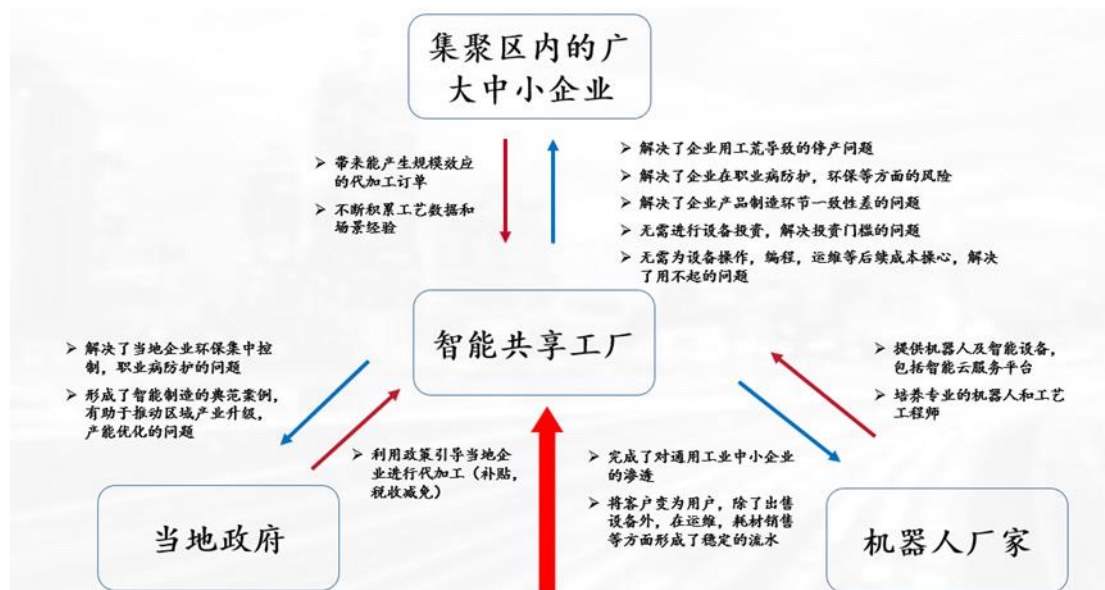 集聚区内的广
大中小企业
➢ 带来能产生规模效应
的代加工订单
➢ 不断积累工艺数据和
场景经验
➢ 解决了企业用工荒导致的停产问题
➢ 解决了企业在职业病防护，环保等方面的风险
➢ 解决了企业产品制造环节一致性差的问题
➢ 无需进行设备投资，解决投资门槛的问题
➢ 无需为设备操作，编程，运维等后续成本操心，解决
了用不起的问题
智能共享工厂
➢ 解决了当地企业环保集中控
制，职业病防护的问题
➢ 形成了智能制造的典范案例，
有助于推动区域产业升级，
产能优化的问题
➢ 利用政策引导当地企
业进行代加工（补贴，
税收减免）
➢ 提供机器人及智能设备，
包括智能云服务平台
➢ 培养专业的机器人和工艺
工程师
➢ 完成了对通用工业中小企业
的渗透
➢ 将客户变为用户，除了出售
设备外，在运维，耗材销售
等方面形成了稳定的流水
当地政府
机器人厂家